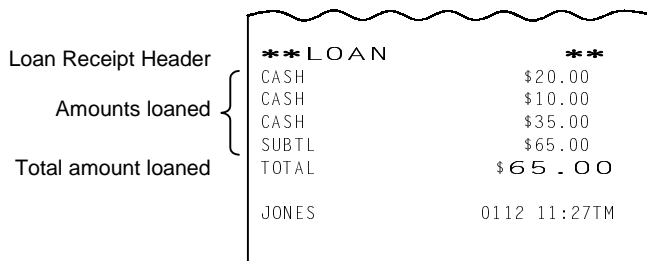 Loan Receipt Header
Amounts loaned
Total amount loaned
**LOAN **
CASH $20.00
CASH $10.00
CASH $35.00
SUBTL $65.00
TOTAL $65.00
JONES 0112 11:27TM